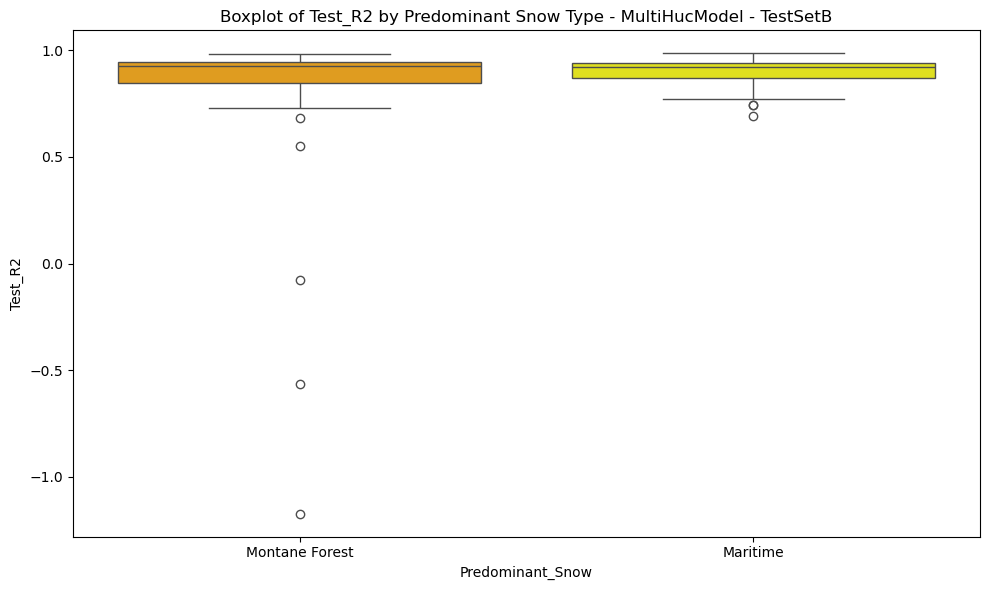 Boxplot of Test_R2 by Predominant Snow Type - MultiHucModel - TestSetB
1.0
0.5
0.0
−0.5
−1.0
Test_R2
Montane Forest
Maritime
Predominant_Snow